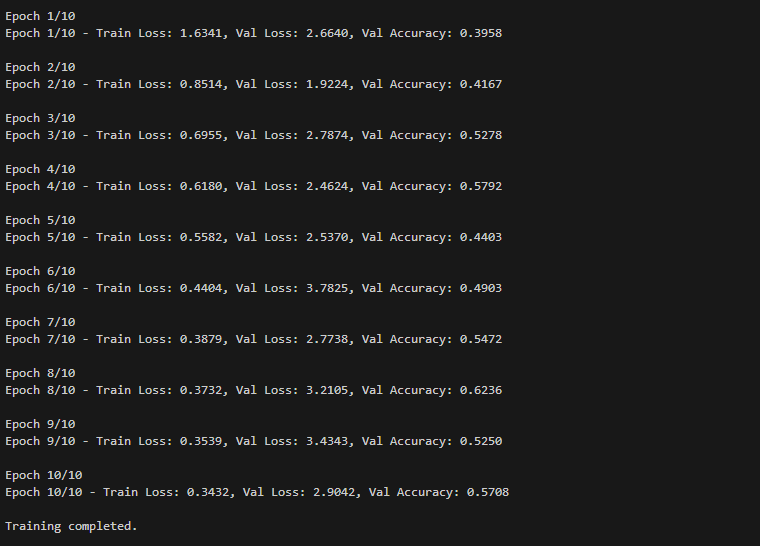 Epoch 1/10
Epoch 1/10 - Train Loss: 1.6341, Val Loss: 2.6640, Val Accuracy: 0.3958
Epoch 2/10
Epoch 2/10 - Train Loss: 0.8514, Val Loss: 1.9224, Val Accuracy: 0.4167
Epoch 3/10
Epoch 3/10 - Train Loss: 0.6955, Val Loss: 2.7874, Val Accuracy: 0.5278
Epoch 4/10
Epoch 4/10 - Train Loss: 0.6180, Val Loss: 2.4624, Val Accuracy: 0.5792
Epoch 5/10
Epoch 5/10 - Train Loss: 0.5582, Val Loss: 2.5370, Val Accuracy: 0.4403
Epoch 6/10
Epoch 6/10 - Train Loss: 0.4404, Val Loss: 3.7825, Val Accuracy: 0.4903
Epoch 7/10
Epoch 7/10 - Train Loss: 0.3879, Val Loss: 2.7738, Val Accuracy: 0.5472
Epoch 8/10
Epoch 8/10 - Train Loss: 0.3732, Val Loss: 3.2105, Val Accuracy: 0.6236
Epoch 9/10
Epoch 9/10 - Train Loss: 0.3539, Val Loss: 3.4343, Val Accuracy: 0.5250
Epoch 10/10
Epoch 10/10 - Train Loss: 0.3432, Val Loss: 2.9042, Val Accuracy: 0.5708
Training completed.